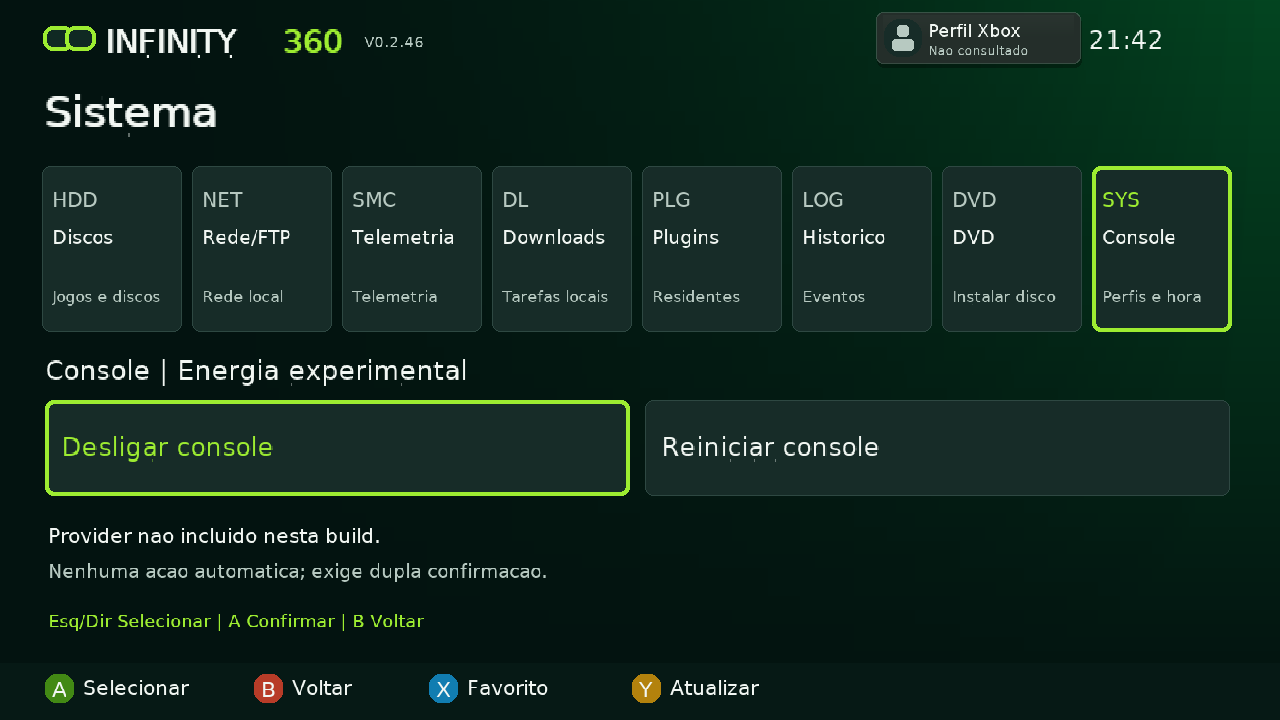 INFINITY 360 V0.2.46
Perfil Xbox
Nao consultado
21:42
Sistema
HDD
Discos
Jogos e discos
NET
Rede/FTP
Rede local
SMC
Telemetria
Telemetria
DL
Downloads
Tarefas locais
PLG
Plugins
Residentes
LOG
Historico
Eventos
DVD
DVD
Instalar disco
SYS
Console
Perfis e hora
Console | Energia experimental
Desligar console
Reiniciar console
Provider nao incluido nesta build.
Nenhuma acao automatica; exige dupla confirmacao.
Esq/Dir Selecionar | A Confirmar | B Voltar
A Selecionar B Voltar X Favorito Y Atualizar